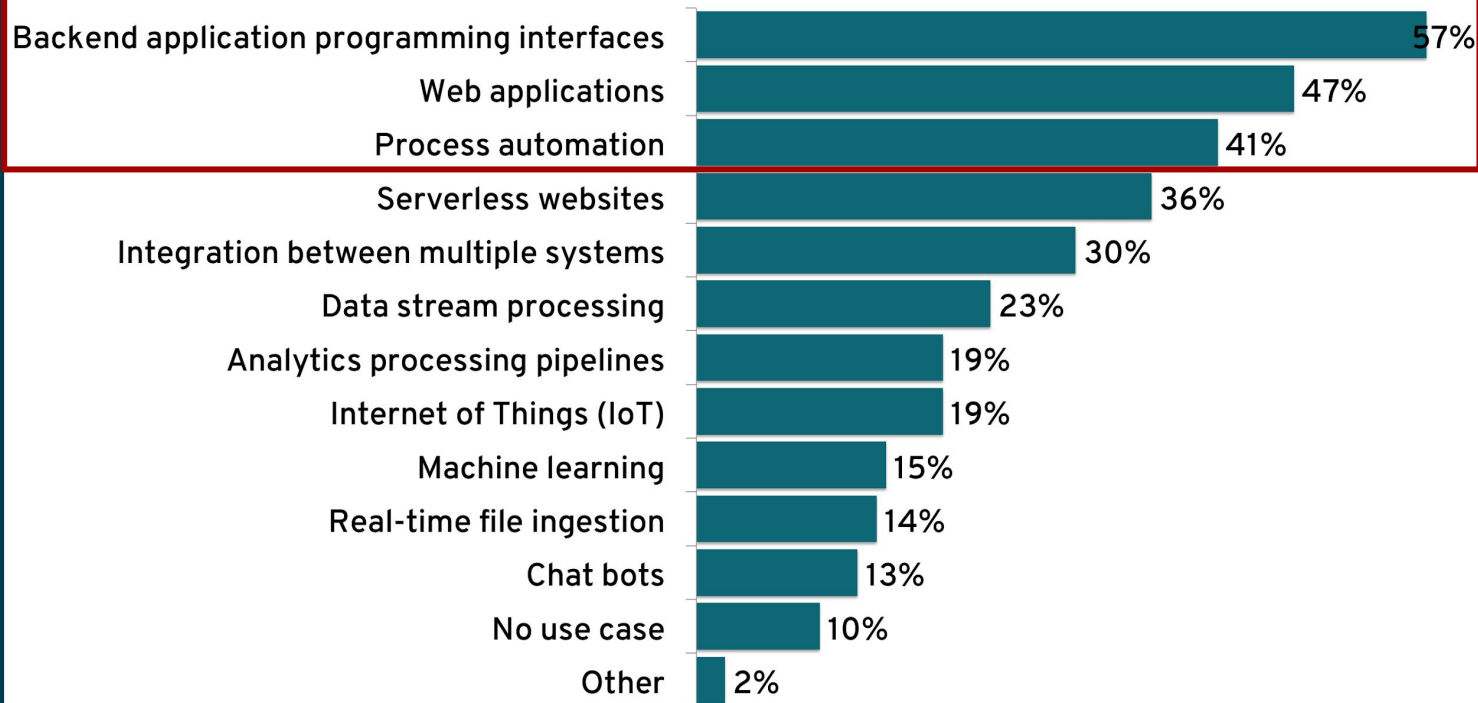 Backend application programming interfaces 57%
Web applications 47%
Process automation 41%
Serverless websites 36%
Integration between multiple systems 30%
Data stream processing 23%
Analytics processing pipelines 19%
Internet of Things (IoT) 19%
Machine learning 15%
Real-time file ingestion 14%
Chat bots 13%
No use case 10%
Other 2%